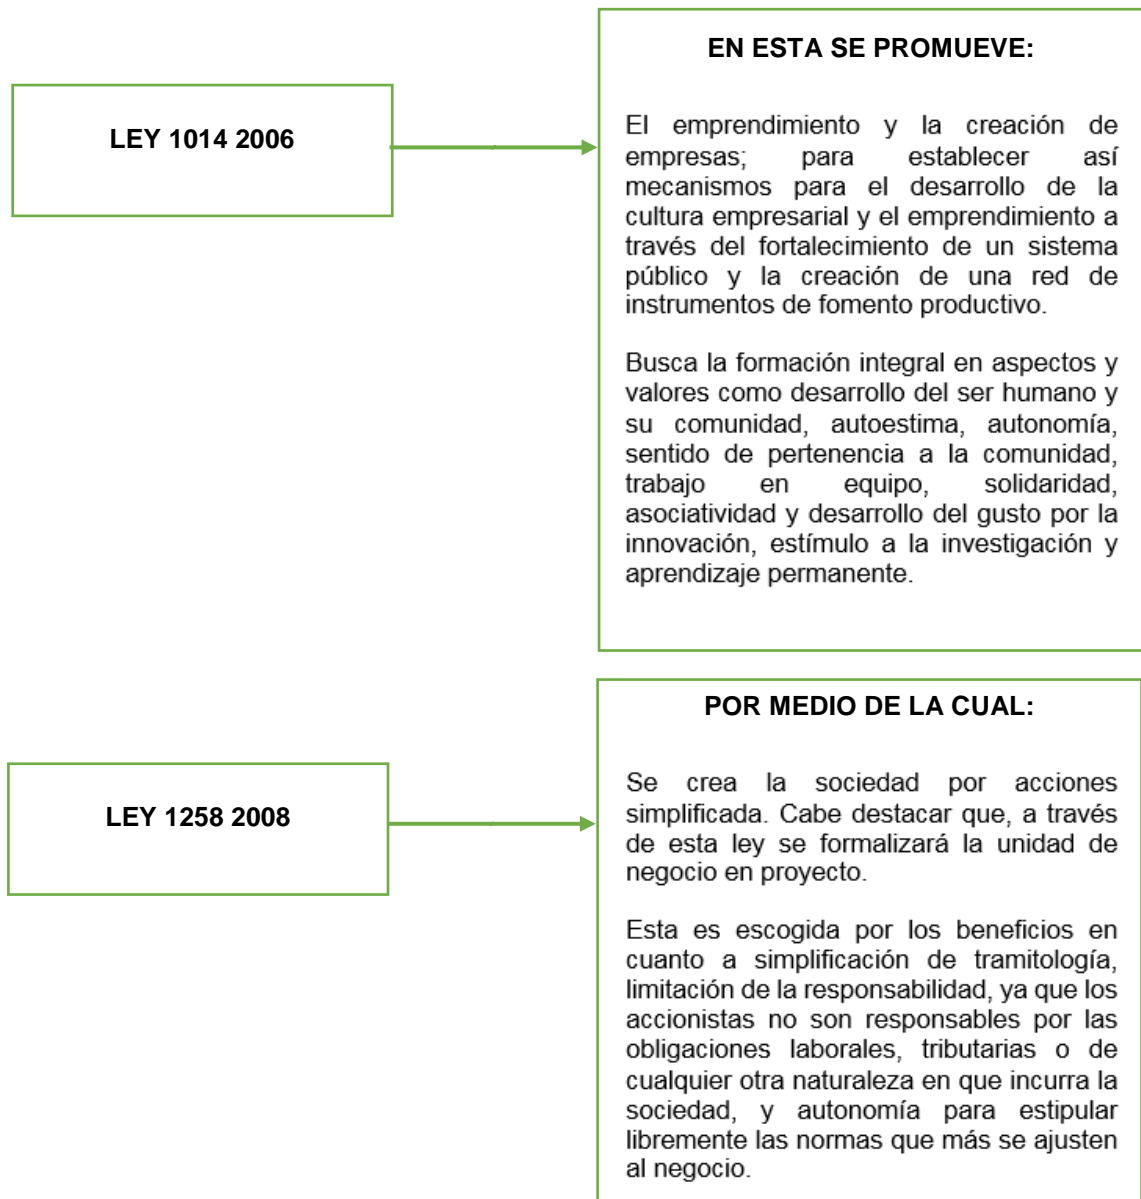 LEY 1014 2006
EN ESTA SE PROMUEVE:
El emprendimiento y la creación de
empresas; para establecer así
mecanismos para el desarrollo de la
cultura empresarial y el emprendimiento a
través del fortalecimiento de un sistema
público y la creación de una red de
instrumentos de fomento productivo.
Busca la formación integral en aspectos y
valores como desarrollo del ser humano y
su comunidad, autoestima, autonomía,
sentido de pertenencia a la comunidad,
trabajo en equipo, solidaridad,
asociatividad y desarrollo del gusto por la
innovación, estímulo a la investigación y
aprendizaje permanente.
LEY 1258 2008
POR MEDIO DE LA CUAL:
Se crea la sociedad por acciones
simplificada. Cabe destacar que, a través
de esta ley se formalizará la unidad de
negocio en proyecto.
Esta es escogida por los beneficios en
cuanto a simplificación de tramitología,
limitación de la responsabilidad, ya que los
accionistas no son responsables por las
obligaciones laborales, tributarias o de
cualquier otra naturaleza en que incurra la
sociedad, y autonomía para estipular
libremente las normas que más se ajusten
al negocio.